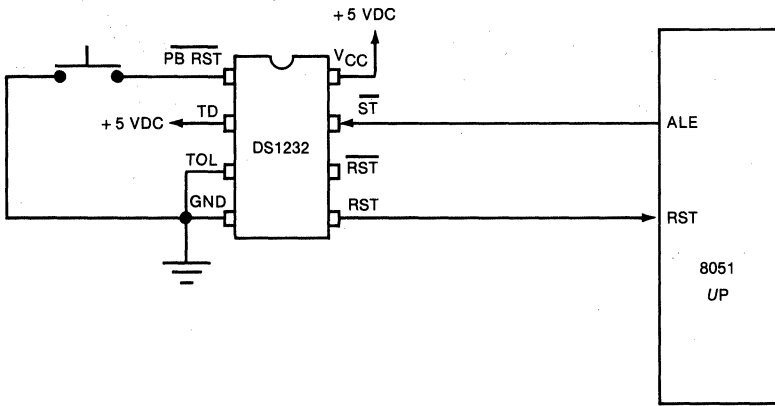 + 5 VDC
PB RST
VCC
TD
ST
+ 5 VDC
ALE
DS1232
TOL
RST
GND
RST
RST
8051
UP